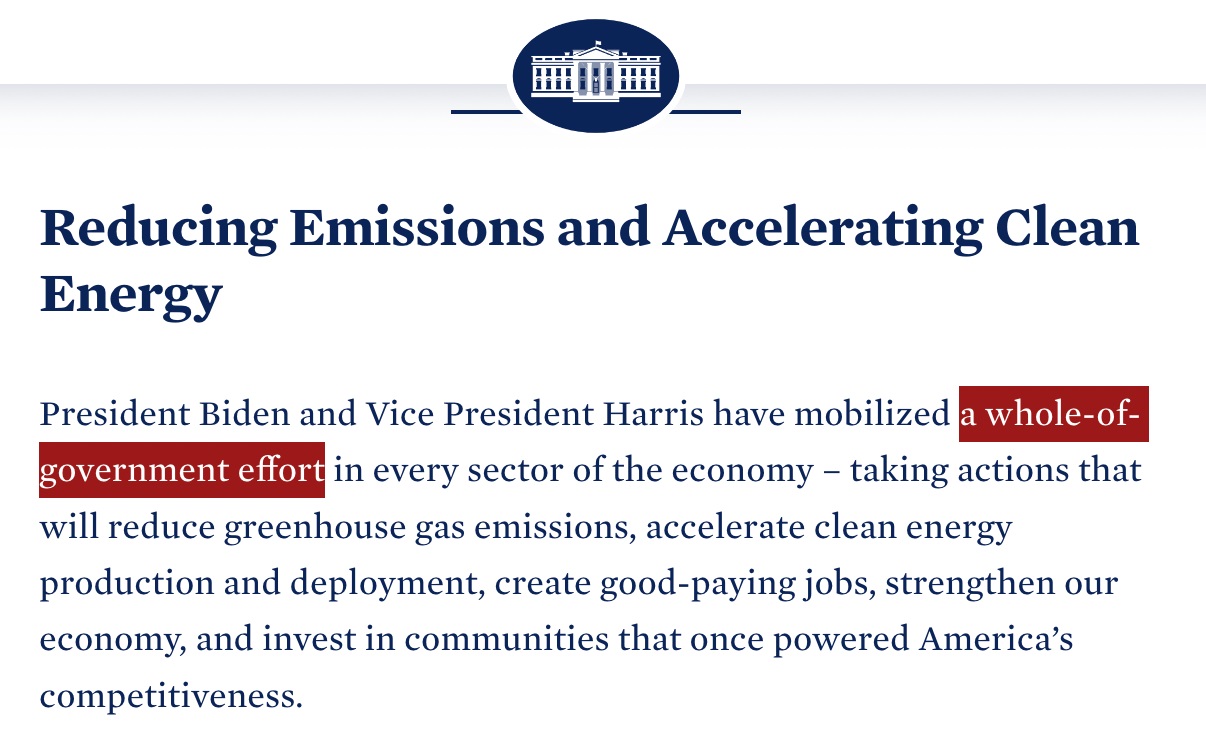 Reducing Emissions and Accelerating Clean
Energy
President Biden and Vice President Harris have mobilized a whole-of-
government effort in every sector of the economy – taking actions that
will reduce greenhouse gas emissions, accelerate clean energy
production and deployment, create good-paying jobs, strengthen our
economy, and invest in communities that once powered America’s
competitiveness.